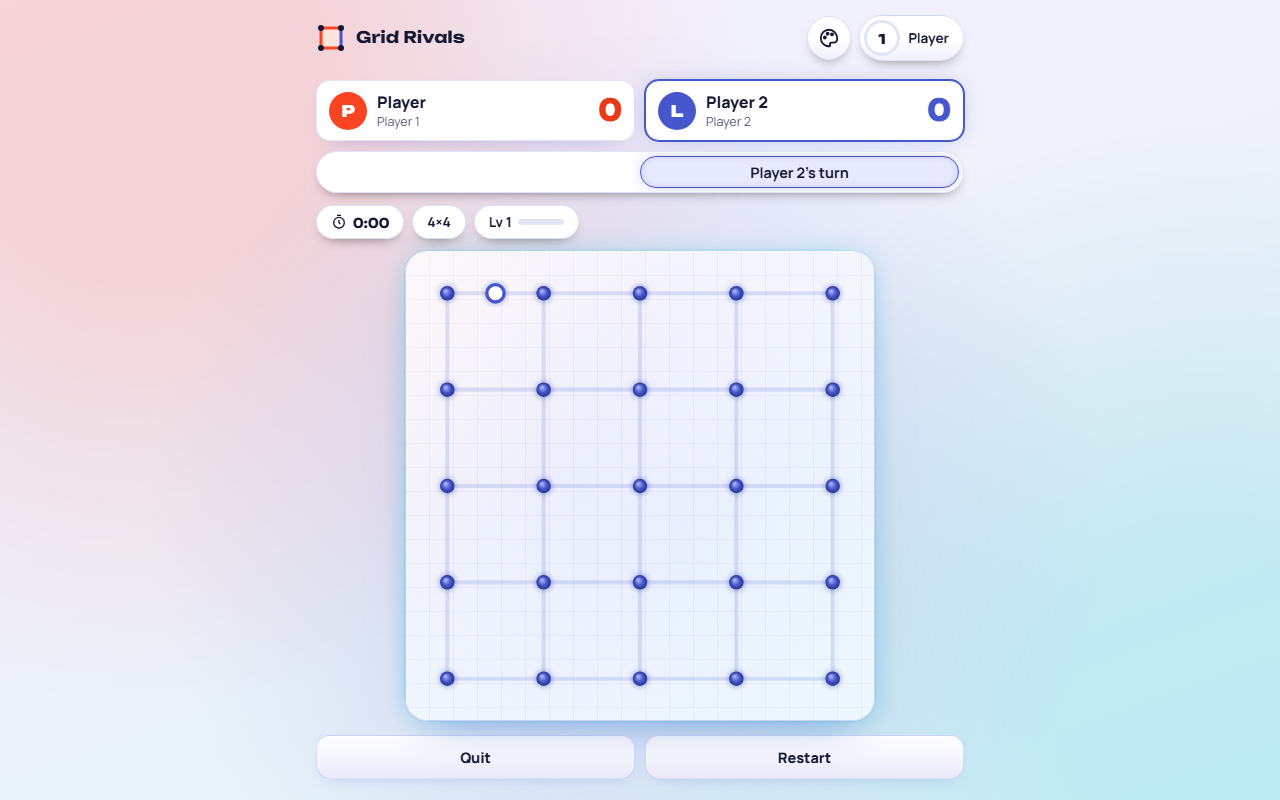 Grid Rivals
1 Player
P Player 0
Player 1
L Player 2 0
Player 2
Player 2's turn
0:00 4×4 Lv 1
Quit Restart